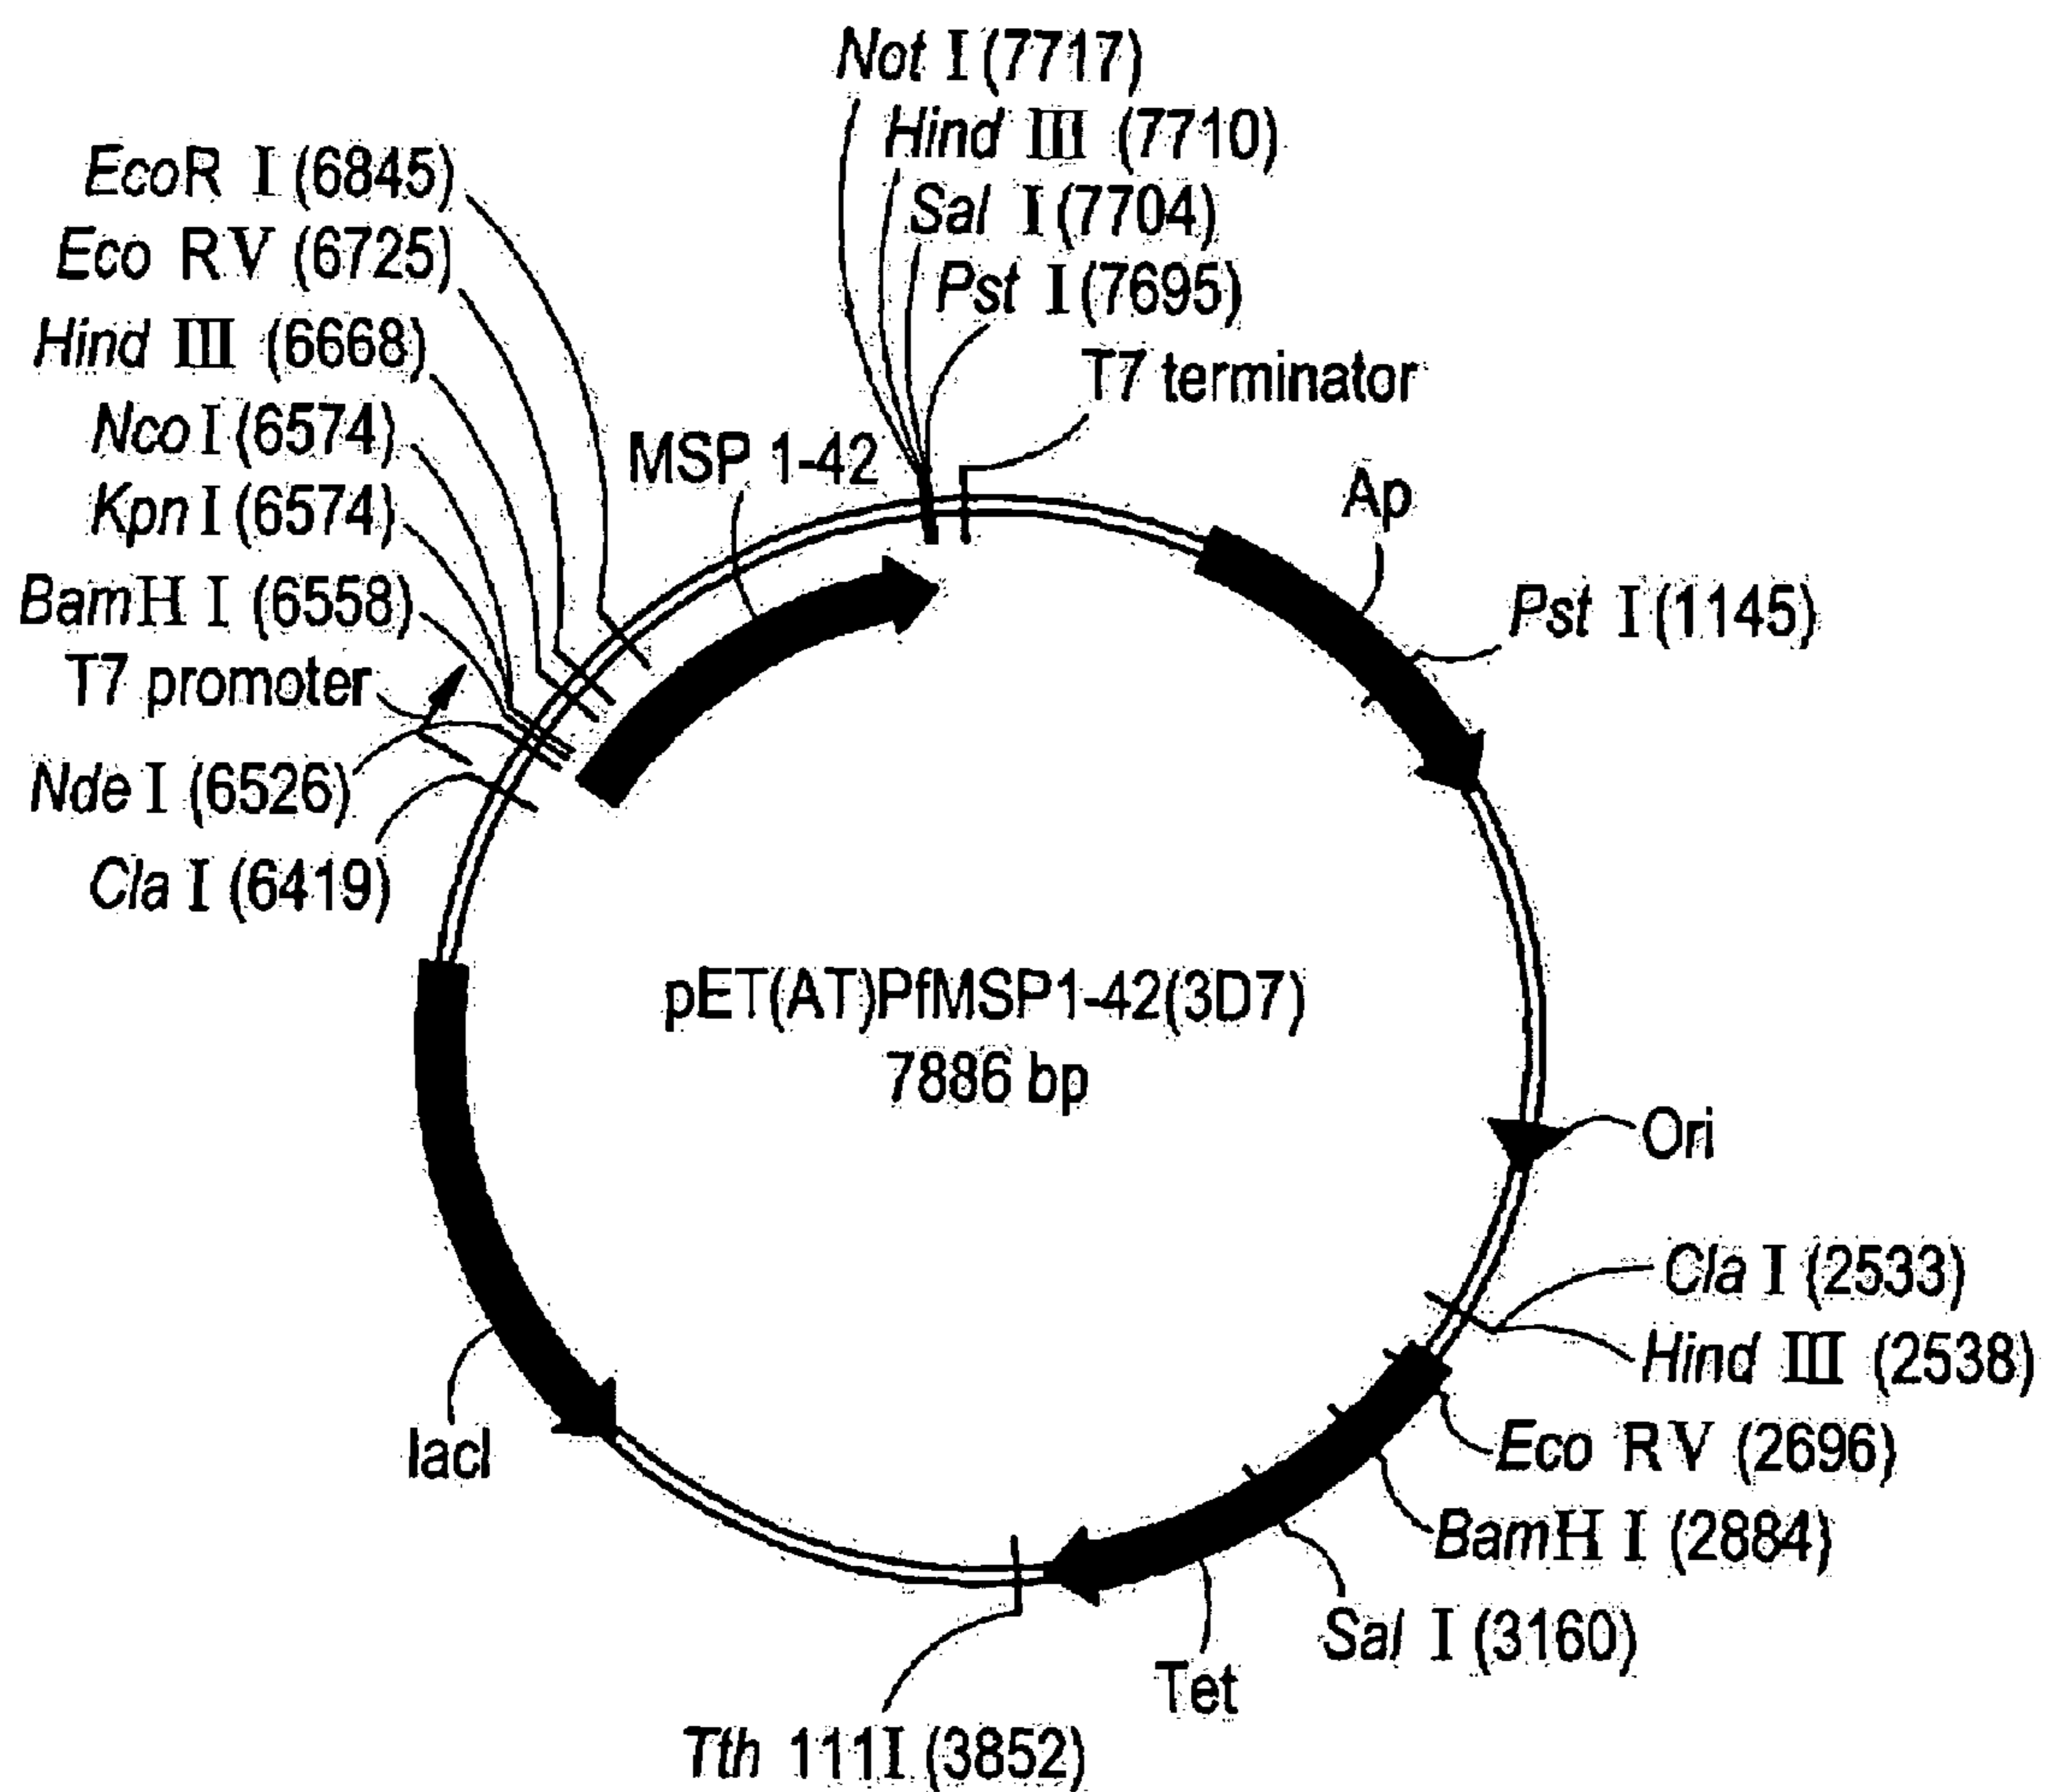 Not I (7717)
Hind III (7710)
Sal I (7704)
Pst I (7695)
T7 terminator
Ap
Pst I (1145)
Ori
Cla I (2533)
Hind III (2538)
Eco RV (2696)
BamH I (2884)
Sal I (3160)
Tet
Tth 111I (3852)
lacI
Cla I (6419)
Nde I (6526)
T7 promoter
BamH I (6558)
Kpn I (6574)
Nco I (6574)
Hind III (6668)
Eco RV (6725)
EcoR I (6845)
MSP 1-42
pET(AT)PfMSP1-42(3D7)
7886 bp